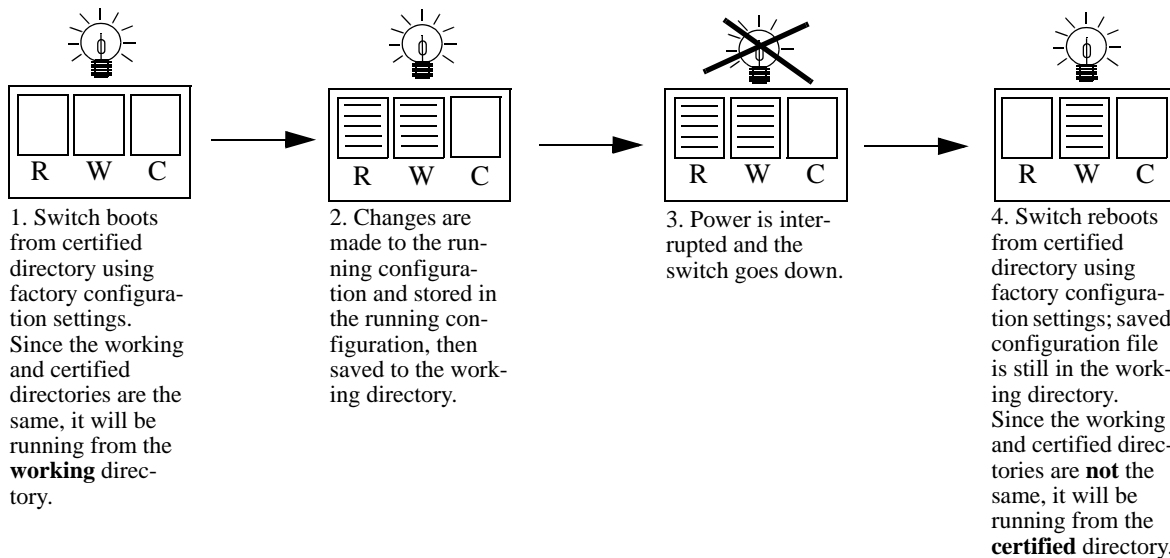 R W C
1. Switch boots
from certified
directory using
factory configura-
tion settings.
Since the working
and certified
directories are the
same, it will be
running from the
working direc-
tory.
R W C
2. Changes are
made to the run-
ning configura-
tion and stored in
the running con-
figuration, then
saved to the work-
ing directory.
R W C
3. Power is inter-
rupted and the
switch goes down.
R W C
4. Switch reboots
from certified
directory using
factory configura-
tion settings; saved
configuration file
is still in the work-
ing directory.
Since the working
and certified direc-
tories are not the
same, it will be
running from the
certified directory.